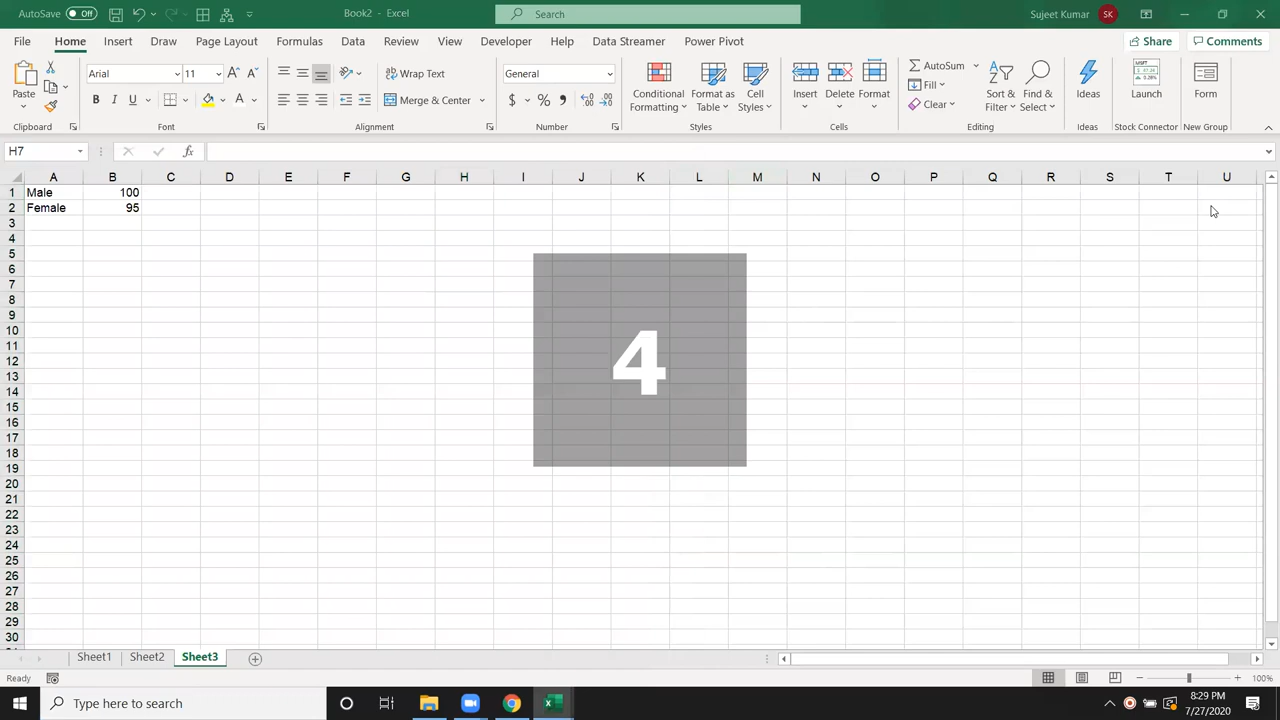 AutoSave Off Book2 - Excel Search Sujeet Kumar SK
File Home Insert Draw Page Layout Formulas Data Review View Developer Help Data Streamer Power Pivot Share Comments
Paste Arial 11 Wrap Text General Conditional Formatting Format as Table Cell Styles Insert Delete Format AutoSum Fill Clear Sort & Filter Find & Select Ideas Launch Form
B I U Merge & Center $ %
Clipboard Font Alignment Number Styles Cells Editing Ideas Stock Connector New Group
H7 fx
A B C D E F G H I J K L M N O P Q R S T U
1 Male 100
2 Female 95
3
4
5
6
7
8
9
10
11
12
13
14
15
16
17
18
19
20
21
22
23
24
25
26
27
28
29
30
4
Sheet1 Sheet2 Sheet3
Ready 100%
Type here to search 8:29 PM
7/27/2020